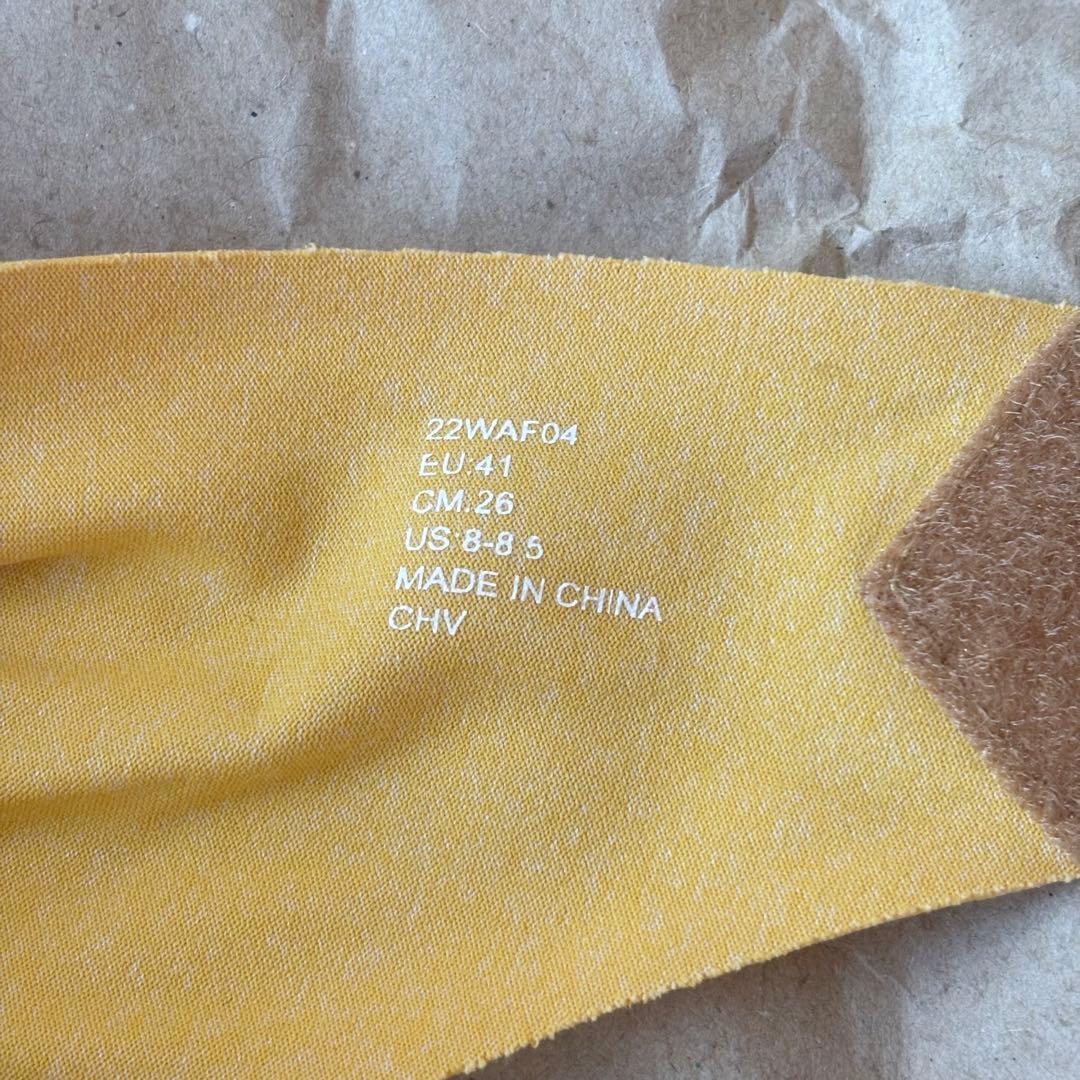 22WAF04
EU:41
CM:26
US:8-8.5
MADE IN CHINA
CHV